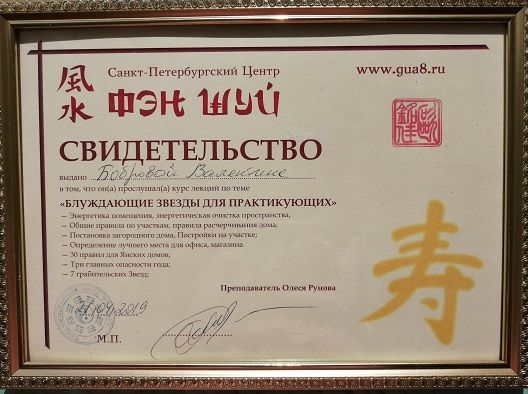 風水
Санкт-Петербургский Центр
www.gua8.ru
ФЭН ШУЙ
СВИДЕТЕЛЬСТВО
выдано Бобровой Валентине
в том, что он(а) прослушал(а) курс лекций по теме
«БЛУЖДАЮЩИЕ ЗВЕЗДЫ ДЛЯ ПРАКТИКУЮЩИХ»
— Энергетика помещения, энергетическая очистка пространства;
— Общие правила по участкам, правила расчерчивания дома;
— Постановка загородного дома, Постройки на участке;
— Определение лучшего места для офиса, магазина
— 30 правил для Янских домов;
— Три главных опасности года;
— 7 грабительских Звезд;
Преподаватель Олеся Рунова
2019
М.П.
寿